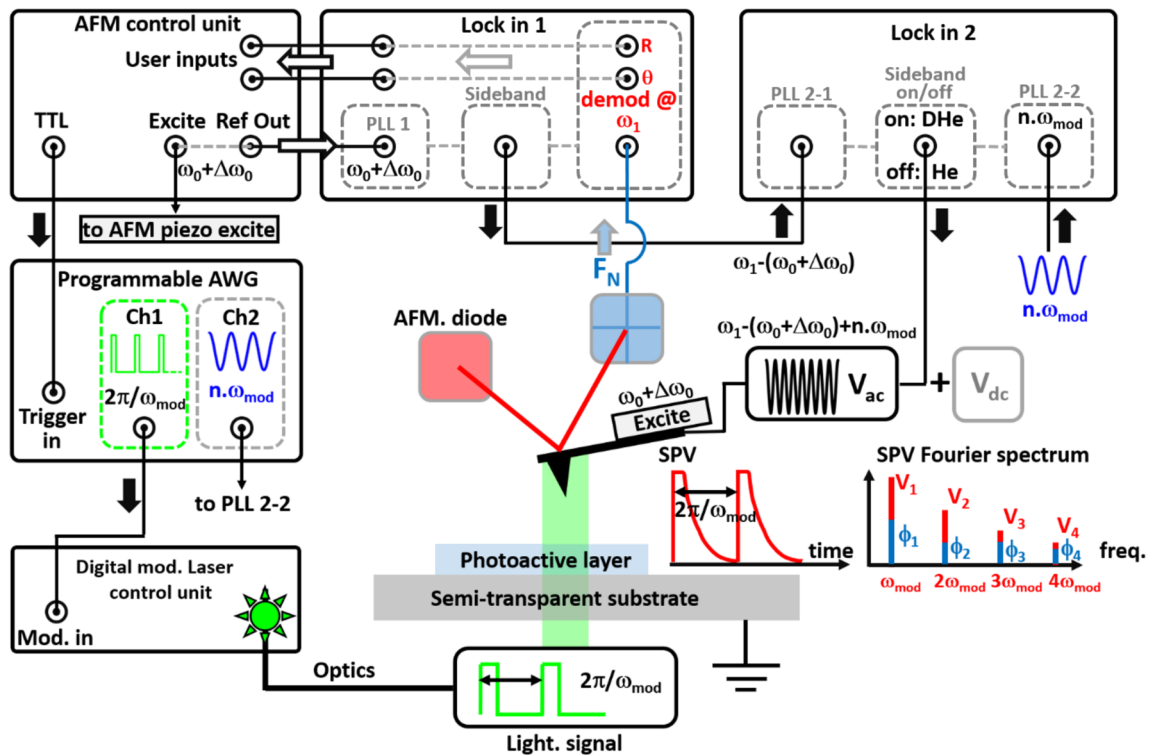 AFM control unit
User inputs
TTL
Excite
Ref Out
ω0+Δω0
to AFM piezo excite
Lock in 1
R
θ
Sideband
demod @
ω1
PLL 1
ω0+Δω0
Lock in 2
PLL 2-1
Sideband
on/off
on: DHe
off: He
PLL 2-2
n.ωmod
FN
ω1-(ω0+Δω0)
n.ωmod
Programmable AWG
Ch1
2π/ωmod
Ch2
n.ωmod
Trigger
in
to PLL 2-2
AFM. diode
ω1-(ω0+Δω0)+n.ωmod
Vac
+
Vdc
ω0+Δω0
Excite
SPV
2π/ωmod
time
SPV Fourier spectrum
V1
V2
V3
V4
ϕ1
ϕ2
ϕ3
ϕ4
freq.
ωmod
2ωmod
3ωmod
4ωmod
Digital mod. Laser
control unit
Mod. in
Optics
Photoactive layer
Semi-transparent substrate
2π/ωmod
Light. signal